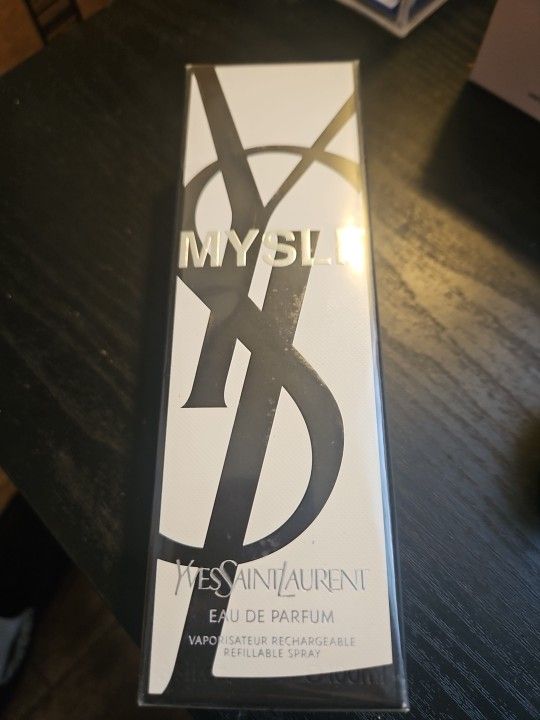 MYSLF
YVESSAINTLAURENT
EAU DE PARFUM
VAPORISATEUR RECHARGEABLE
REFILLABLE SPRAY